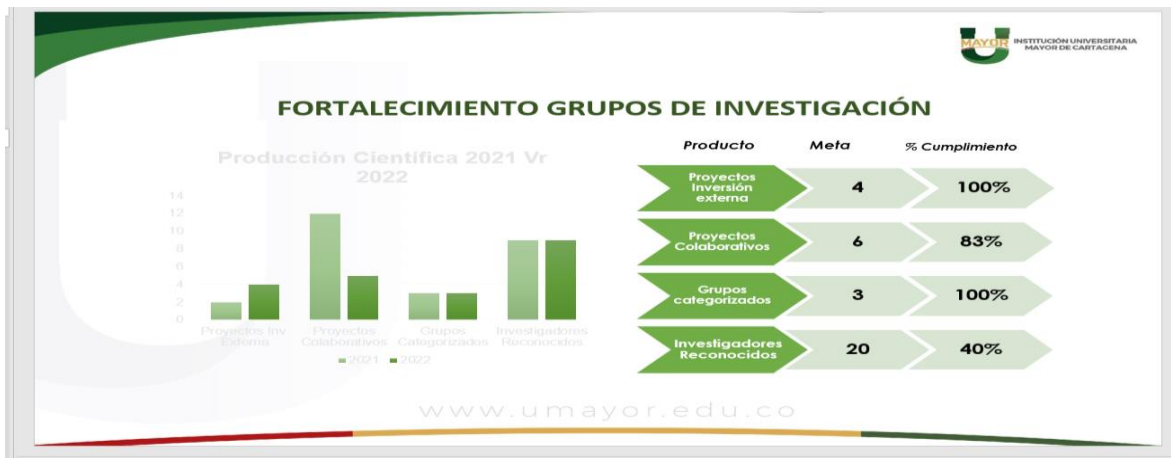 MAYOR
INSTITUCIÓN UNIVERSITARIA
MAYOR DE CARTAGENA
FORTALECIMIENTO GRUPOS DE INVESTIGACIÓN
Producción Científica 2021 Vr
2022
14
12
10
8
6
4
2
0
Proyectos Inv
Externa
Proyectos
Colaborativos
Grupos
Categorizados
Investigadores
Reconocidos
2021 2022
Producto Meta % Cumplimiento
Proyectos
Inversión
externa
4 100%
Proyectos
Colaborativos
6 83%
Grupos
categorizados
3 100%
Investigadores
Reconocidos
20 40%
www.umayor.edu.co